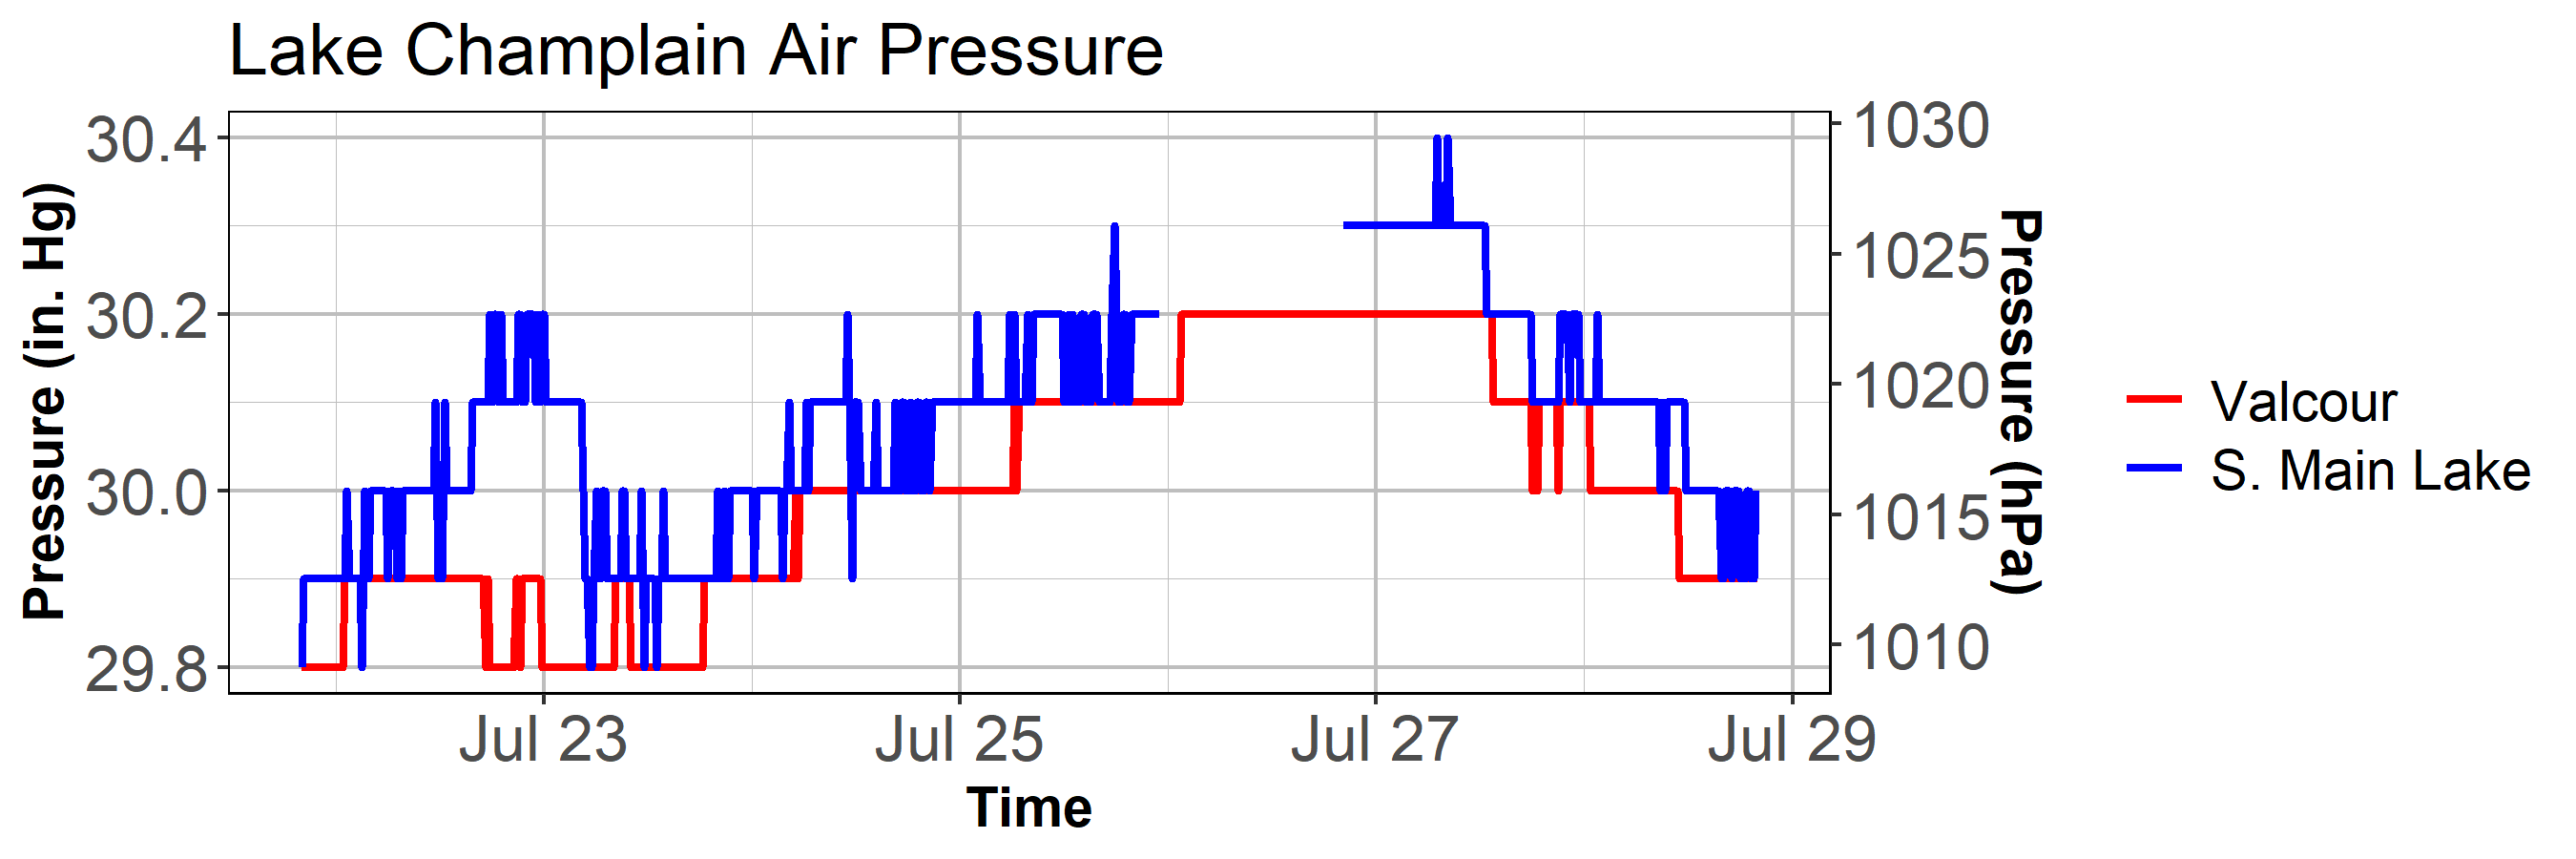 Lake Champlain Air Pressure
Pressure (in. Hg)
30.4
30.2
30.0
29.8
1030
1025
1020
1015
1010
Pressure (hPa)
Jul 23
Jul 25
Jul 27
Jul 29
Time
Valcour
S. Main Lake